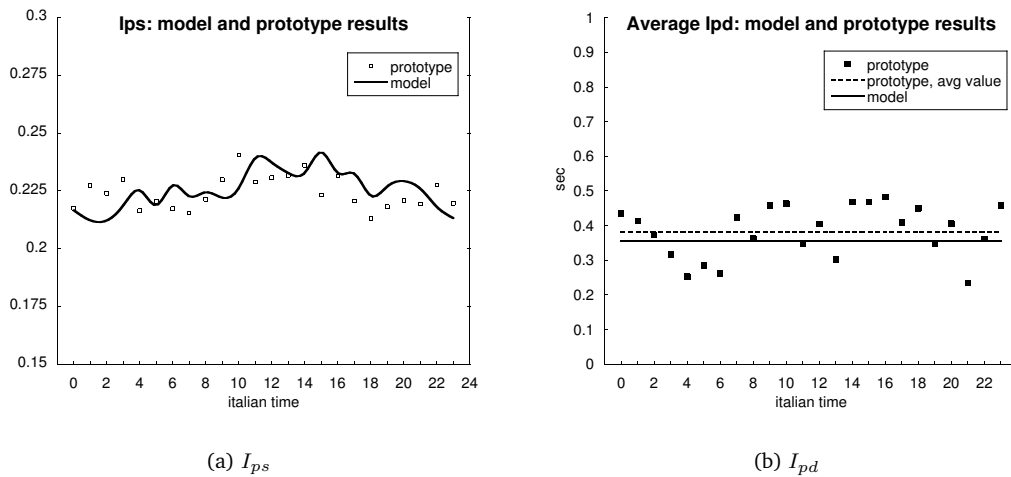 Ips: model and prototype results
prototype
model
0.3
0.275
0.25
0.225
0.2
0.175
0.15
0 2 4 6 8 10 12 14 16 18 20 22 24
italian time
(a) Ips
Average Ipd: model and prototype results
prototype
prototype, avg value
model
sec
1
0.9
0.8
0.7
0.6
0.5
0.4
0.3
0.2
0.1
0
0 2 4 6 8 10 12 14 16 18 20 22
italian time
(b) Ipd